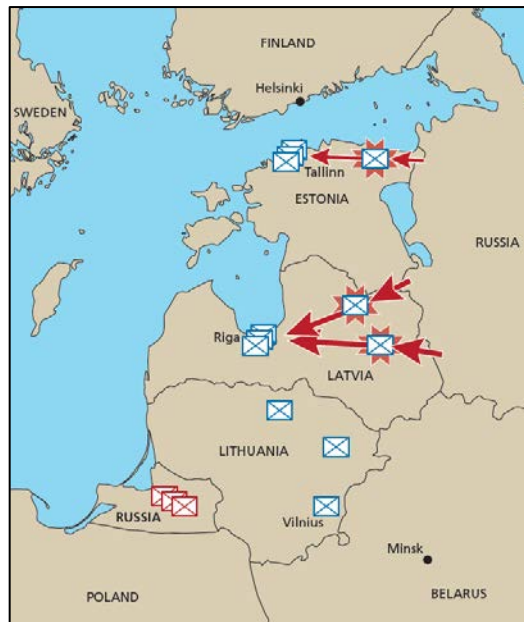 FINLAND
Helsinki
SWEDEN
Tallinn
ESTONIA
RUSSIA
Riga
LATVIA
LITHUANIA
RUSSIA
Vilnius
Minsk
POLAND
BELARUS